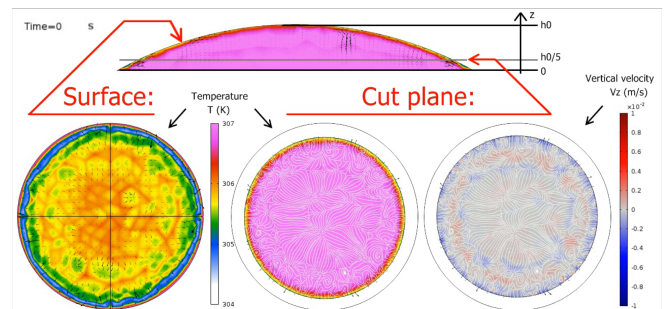 Time=0 s
z
h0
h0/5
0
Surface:
Temperature
T (K)
Cut plane:
Vertical velocity
Vz (m/s)
×10⁻²
307
306
305
304
1
0.8
0.6
0.4
0.2
0
-0.2
-0.4
-0.6
-0.8
-1